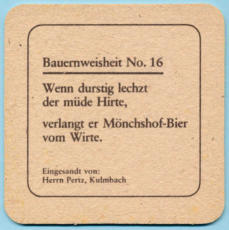 Bauernweisheit No. 16
Wenn durstig lechzt
der müde Hirte,
verlangt er Mönchshof-Bier
vom Wirte.
Eingesandt von:
Herrn Pertz, Kulmbach